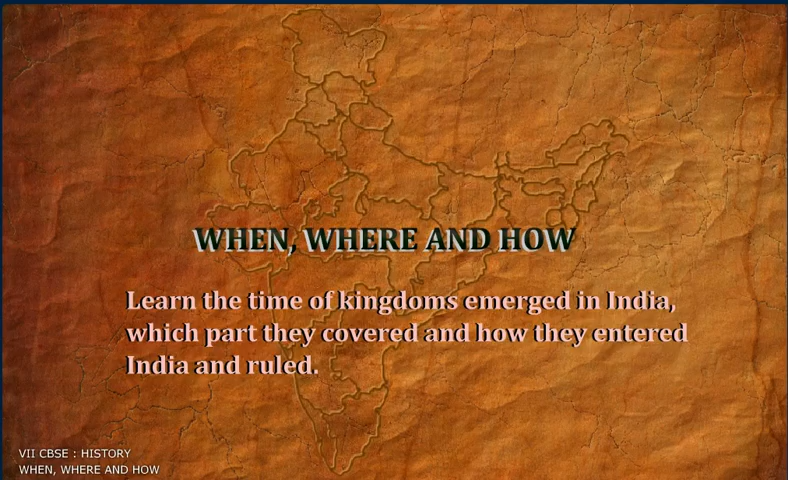 WHEN, WHERE AND HOW
Learn the time of kingdoms emerged in India,
which part they covered and how they entered
India and ruled.
VII CBSE : HISTORY
WHEN, WHERE AND HOW